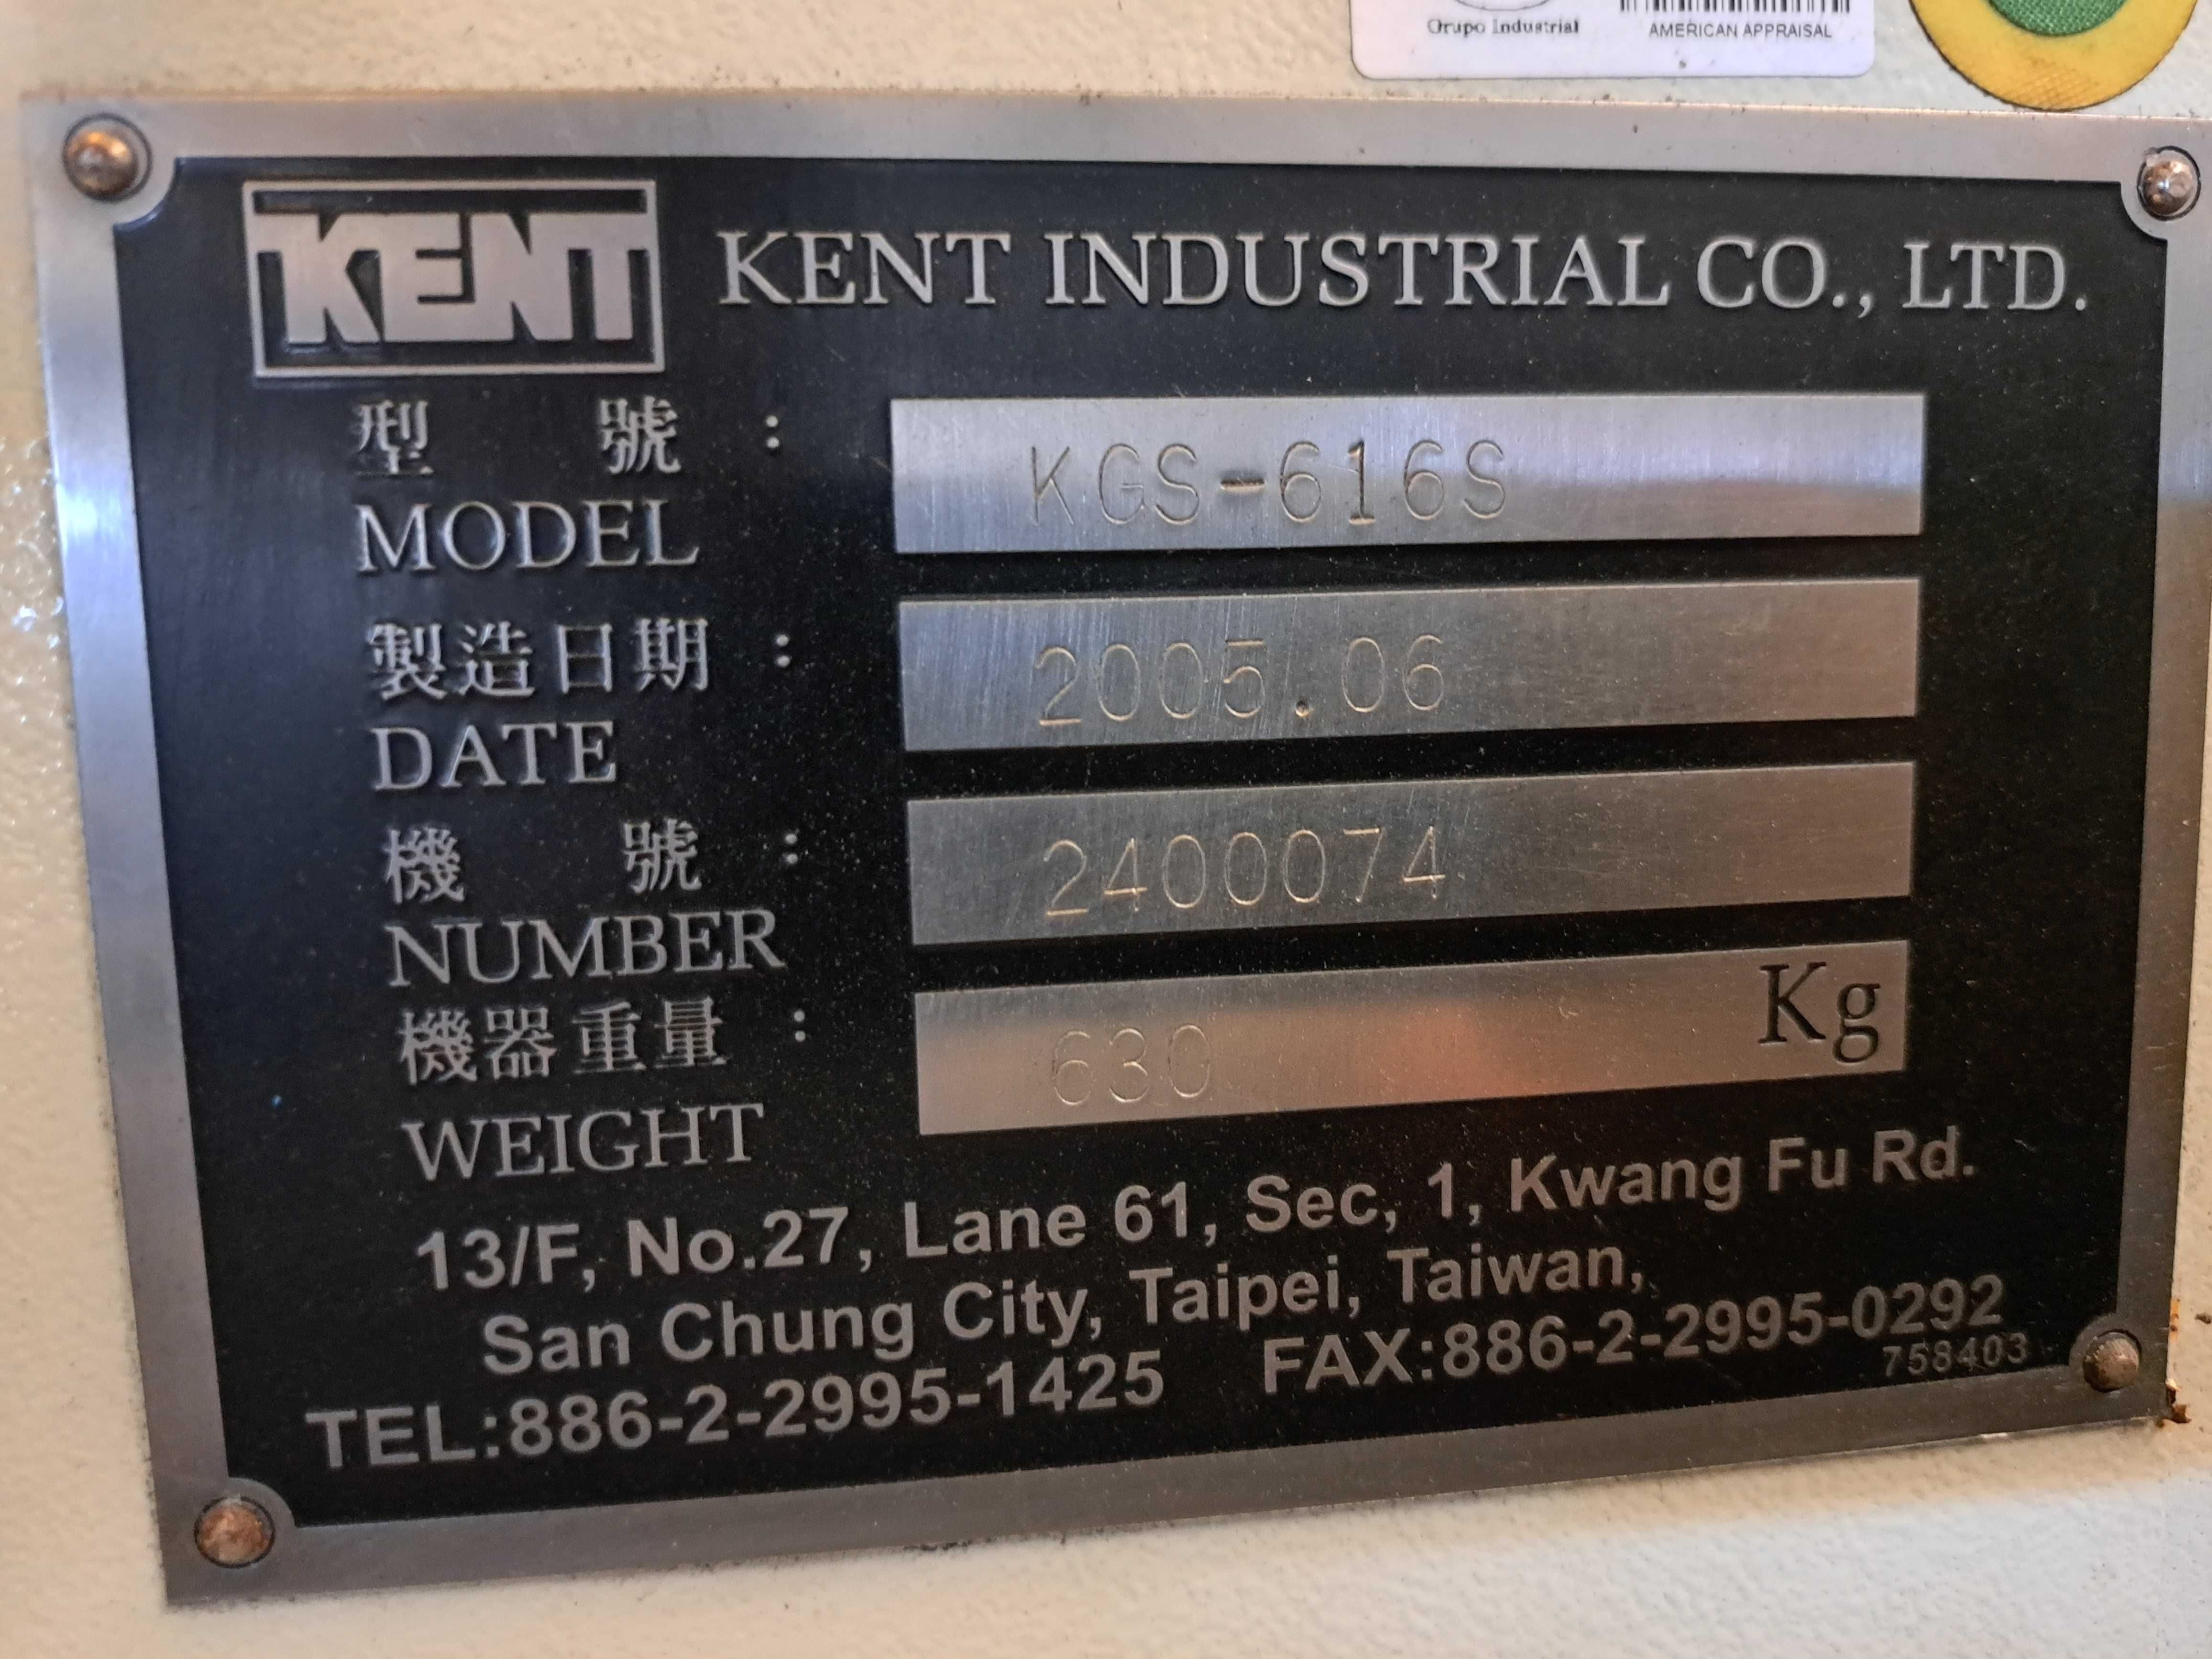 Grupo Industrial
AMERICAN APPRAISAL
KENT
KENT INDUSTRIAL CO., LTD.
型 號 : KGS-616S
MODEL
製造日期 : 2005.06
DATE
機 號 : 2400074
NUMBER
機器重量 : 630 Kg
WEIGHT
13/F, No.27, Lane 61, Sec, 1, Kwang Fu Rd.
San Chung City, Taipei, Taiwan,
TEL:886-2-2995-1425 FAX:886-2-2995-0292
758403